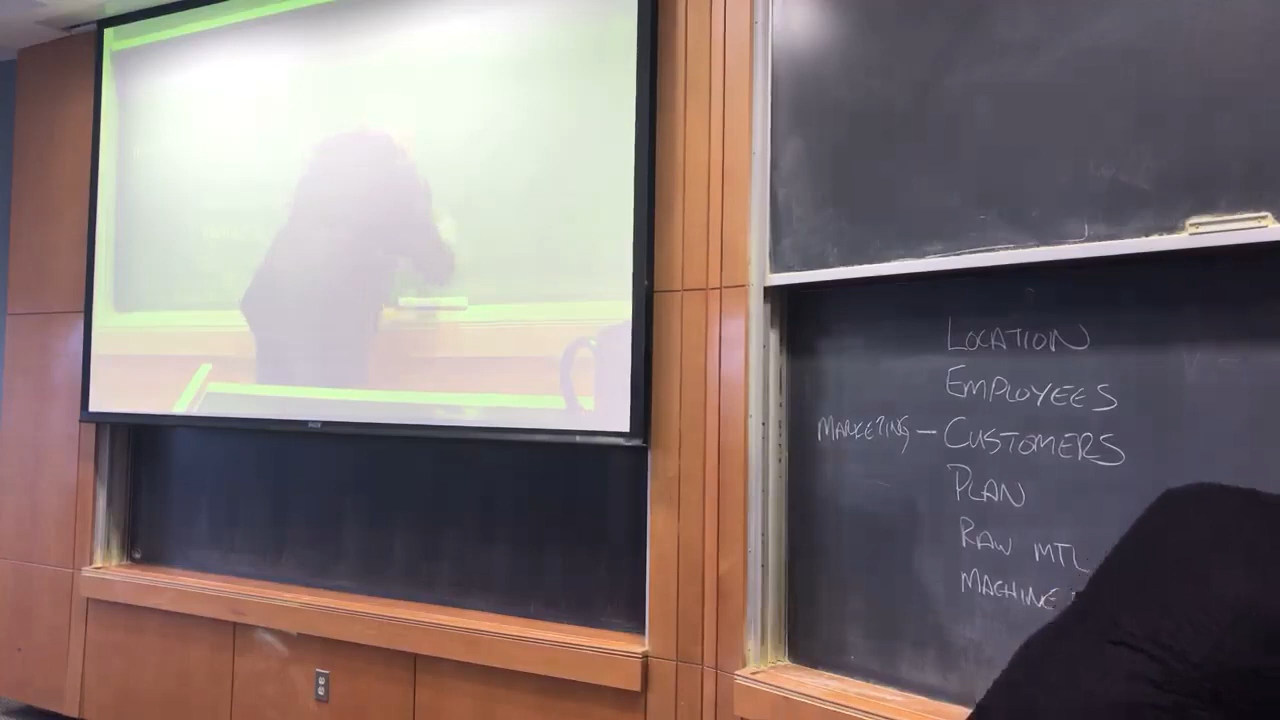 LOCATION
EMPLOYEES
MARKETING – CUSTOMERS
PLAN
RAW MTL
MACHINE